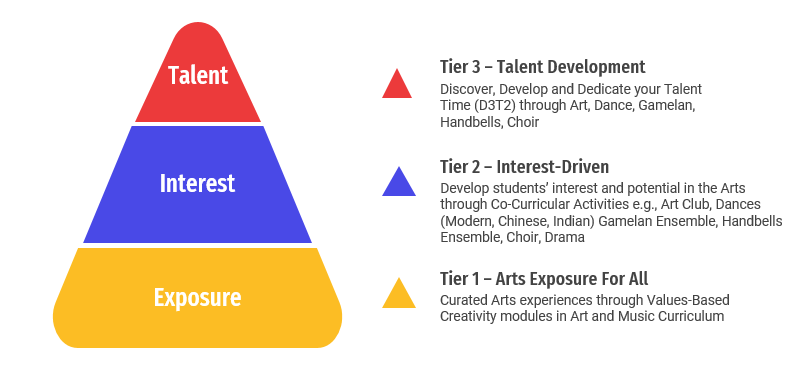 Talent
Interest
Exposure
Tier 3 – Talent Development
Discover, Develop and Dedicate your Talent
Time (D3T2) through Art, Dance, Gamelan,
Handbells, Choir
Tier 2 – Interest-Driven
Develop students’ interest and potential in the Arts
through Co-Curricular Activities e.g., Art Club, Dances
(Modern, Chinese, Indian) Gamelan Ensemble, Handbells
Ensemble, Choir, Drama
Tier 1 – Arts Exposure For All
Curated Arts experiences through Values-Based
Creativity modules in Art and Music Curriculum